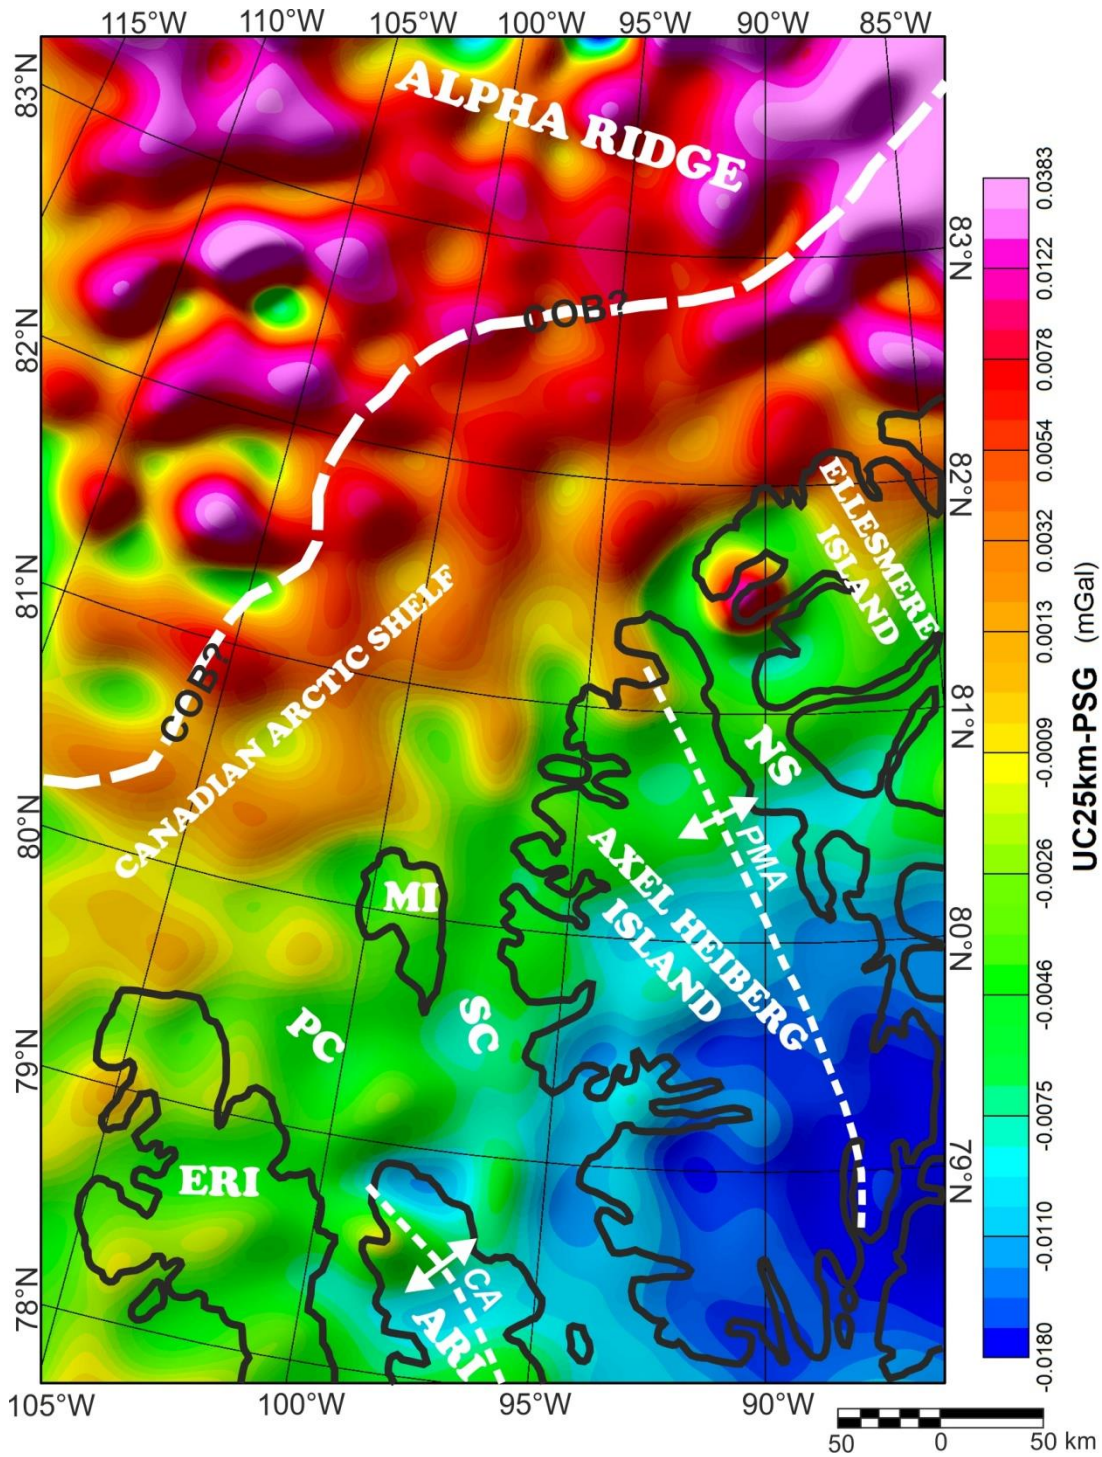 115°W 110°W 105°W 100°W 95°W 90°W 85°W
83°N
82°N
81°N
80°N
79°N
78°N
ALPHA RIDGE
COB?
COB?
CANADIAN ARCTIC SHELF
ELLESMERE
ISLAND
NS
PMA
AXEL HEIBERG
ISLAND
MI
SC
PC
ERI
CA
ARI
83°N
82°N
81°N
80°N
79°N
105°W 100°W 95°W 90°W
0.0383
0.0122
0.0078
0.0054
0.0032
0.0013
-0.0009
-0.0026
-0.0046
-0.0075
-0.0110
-0.0180
UC25km-PSG (mGal)
50 0 50 km